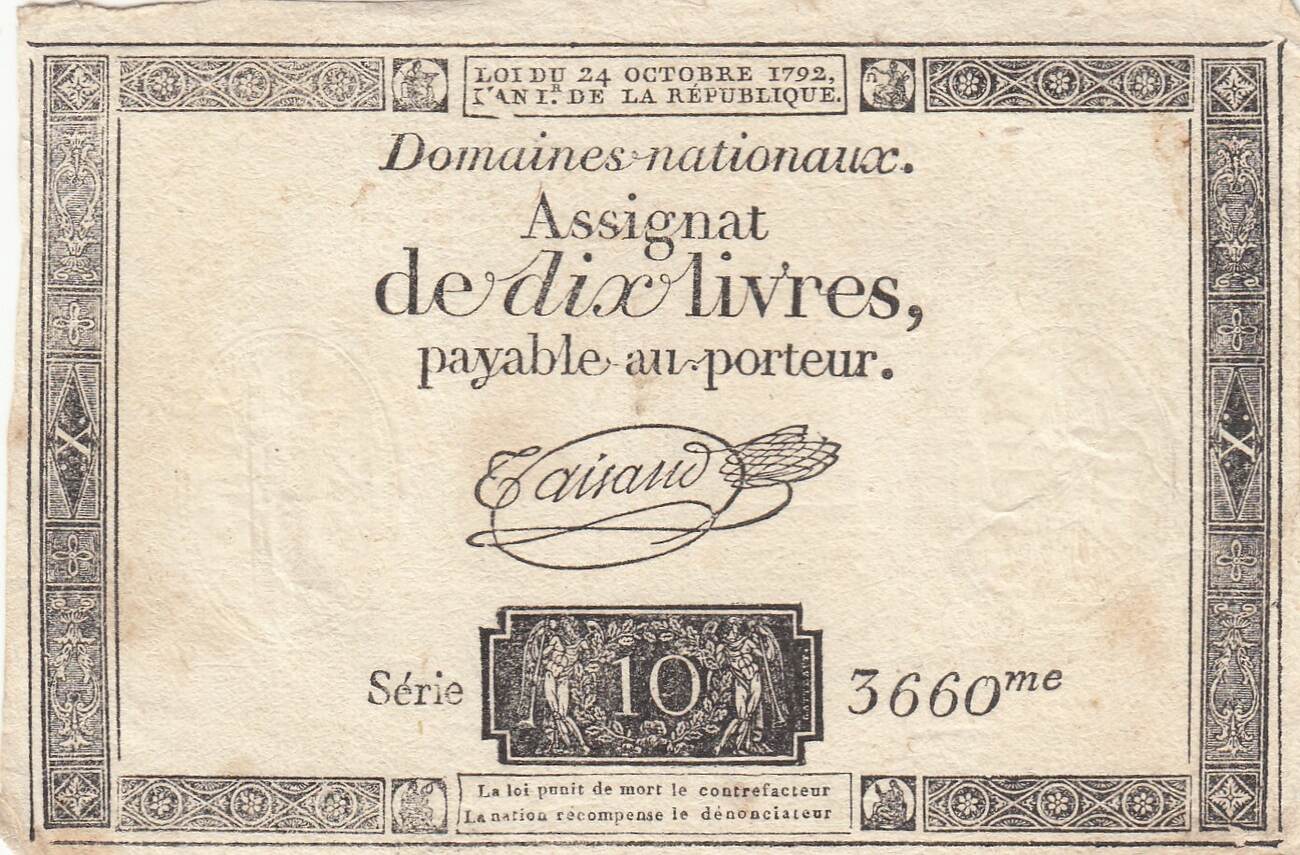 LOI DU 24 OCTOBRE 1792,
L'AN I.R DE LA RÉPUBLIQUE.
Domaines nationaux.
Assignat
de dix livres,
payable au porteur.
Taisaud
X
X
Série
10
3660me
La loi punit de mort le contrefacteur
La nation récompense le dénonciateur